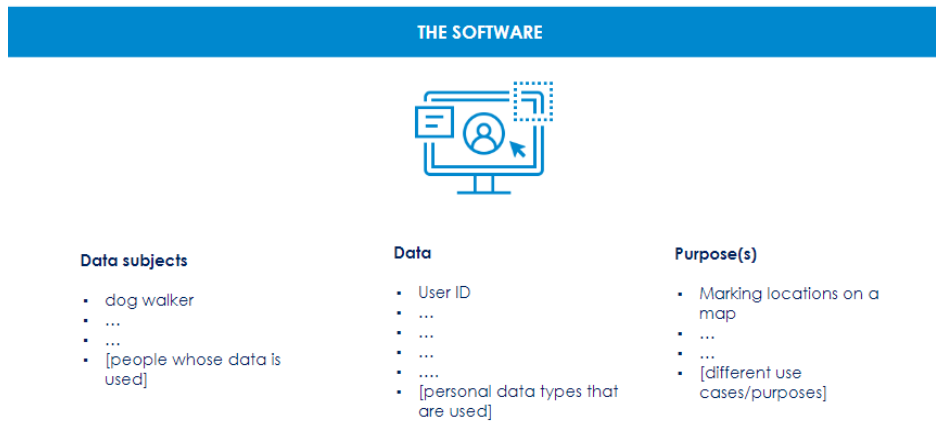 THE SOFTWARE
Data subjects
▪ dog walker
▪ ...
▪ ...
▪ [people whose data is
used]
Data
▪ User ID
▪ ...
▪ ...
▪ ...
▪ ....
▪ [personal data types that
are used]
Purpose(s)
▪ Marking locations on a
map
▪ ...
▪ ...
▪ [different use
cases/purposes]